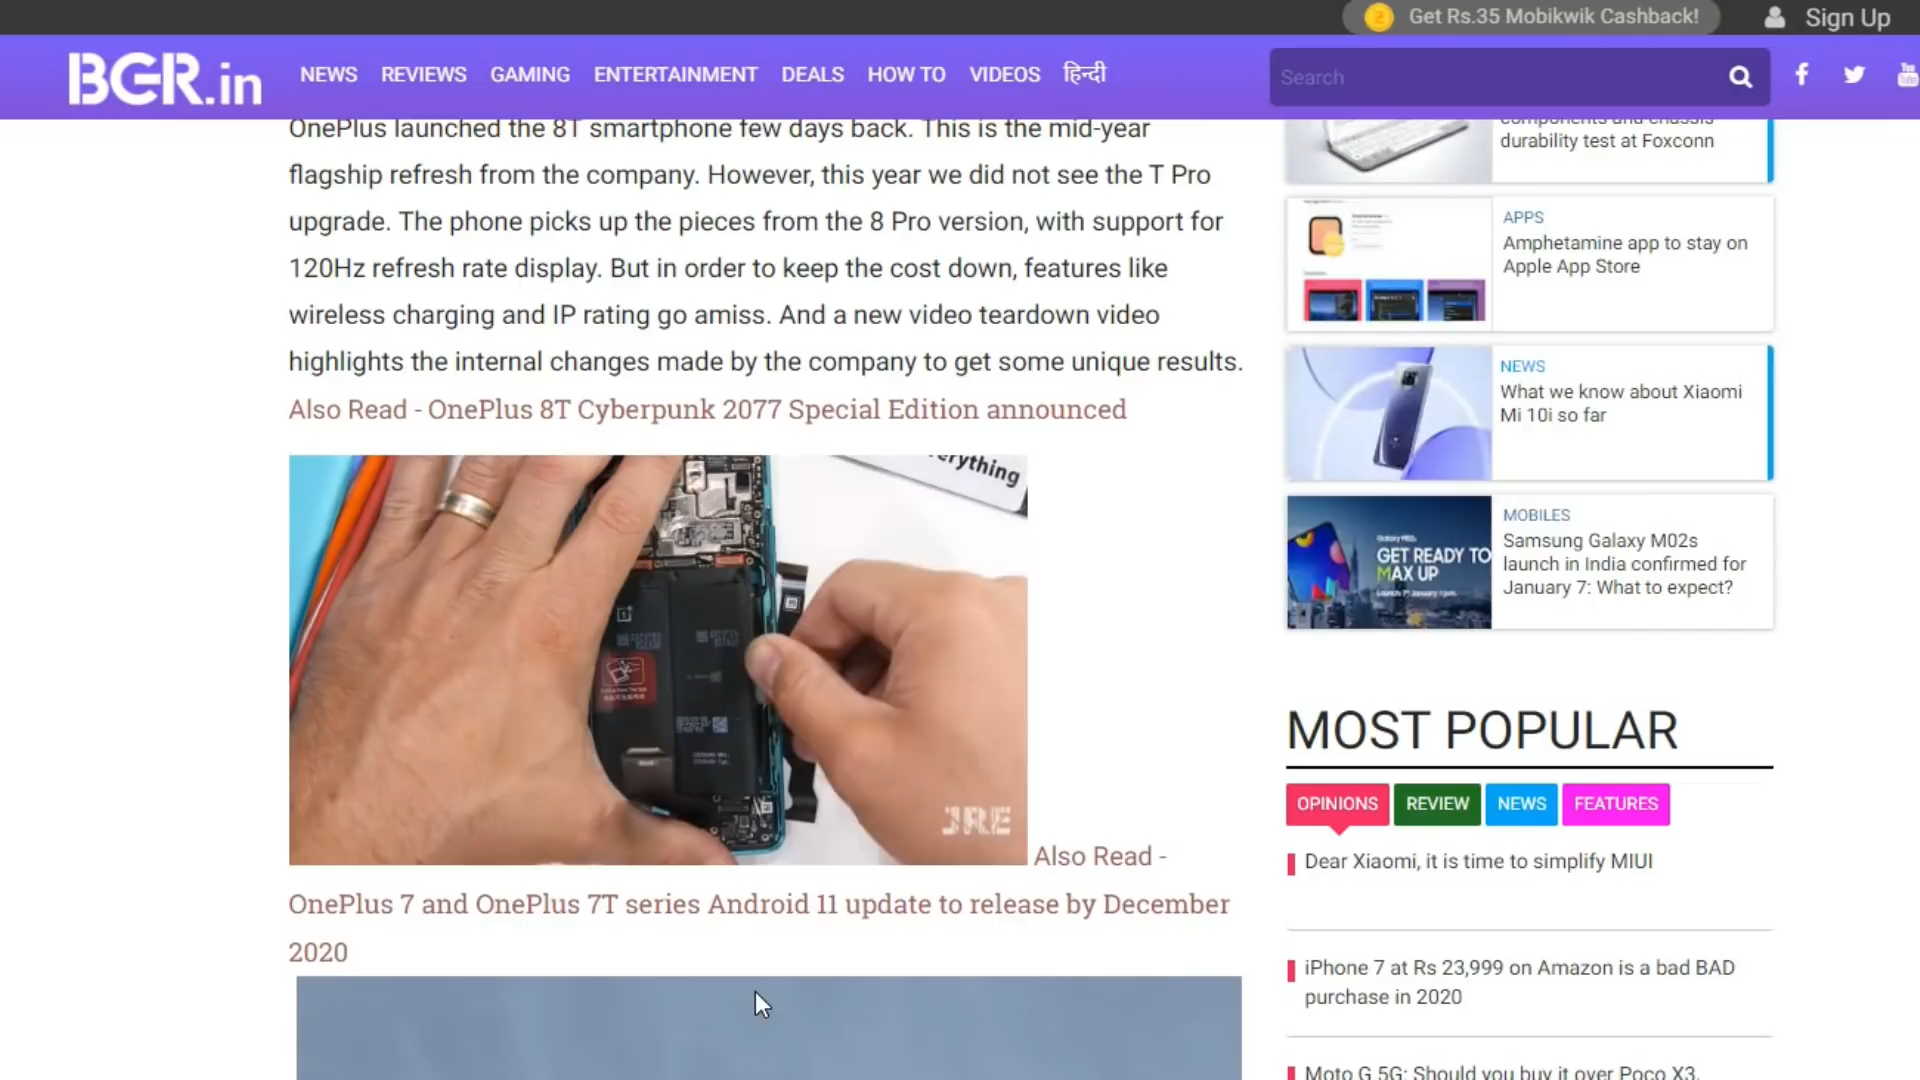 Get Rs.35 Mobikwik Cashback!
Sign Up
BGR.in
NEWS
REVIEWS
GAMING
ENTERTAINMENT
DEALS
HOW TO
VIDEOS
हिन्दी
Search
OnePlus launched the 8T smartphone few days back. This is the mid-year
flagship refresh from the company. However, this year we did not see the T Pro
upgrade. The phone picks up the pieces from the 8 Pro version, with support for
120Hz refresh rate display. But in order to keep the cost down, features like
wireless charging and IP rating go amiss. And a new video teardown video
highlights the internal changes made by the company to get some unique results.
Also Read - OnePlus 8T Cyberpunk 2077 Special Edition announced
erything
JRE
Also Read -
OnePlus 7 and OnePlus 7T series Android 11 update to release by December
2020
components and chassis
durability test at Foxconn
APPS
Amphetamine app to stay on
Apple App Store
NEWS
What we know about Xiaomi
Mi 10i so far
Galaxy M02s
GET READY TO
MAX UP
MOBILES
Samsung Galaxy M02s
launch in India confirmed for
January 7: What to expect?
MOST POPULAR
OPINIONS
REVIEW
NEWS
FEATURES
Dear Xiaomi, it is time to simplify MIUI
iPhone 7 at Rs 23,999 on Amazon is a bad BAD
purchase in 2020
Moto G 5G: Should you buy it over Poco X3,